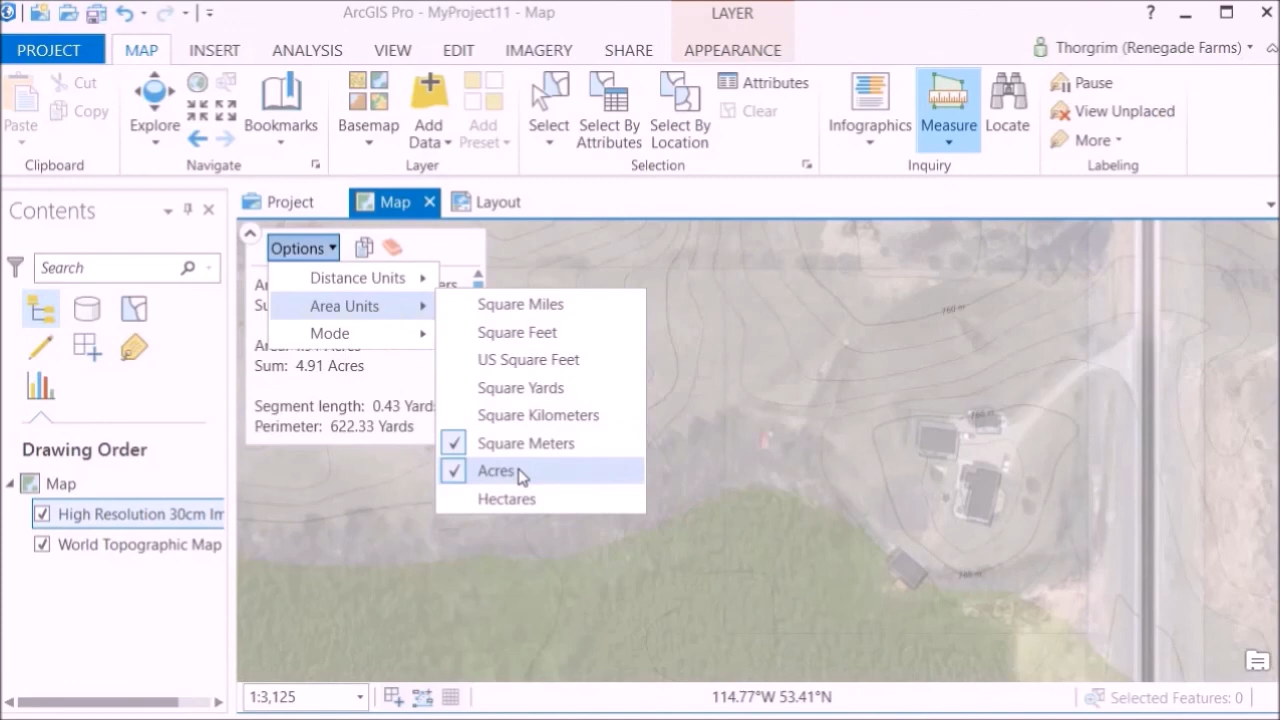 ArcGIS Pro - MyProject11 - Map
LAYER
?
PROJECT MAP INSERT ANALYSIS VIEW EDIT IMAGERY SHARE APPEARANCE
Thorgrim (Renegade Farms)
Paste
Cut
Copy
Clipboard
Explore
Bookmarks
Navigate
Basemap
Add Data
Add Preset
Layer
Select
Select By Attributes
Select By Location
Attributes
Clear
Selection
Infographics
Measure
Locate
Inquiry
Pause
View Unplaced
More
Labeling
Contents
Search
Drawing Order
Map
High Resolution 30cm Im
World Topographic Map
Project
Map
Layout
Options
Distance Units
Area Units
Mode
Sum: 4.91 Acres
Segment length: 0.43 Yards
Perimeter: 622.33 Yards
Square Miles
Square Feet
US Square Feet
Square Yards
Square Kilometers
Square Meters
Acres
Hectares
760 m
1:3,125
114.77°W 53.41°N
Selected Features: 0